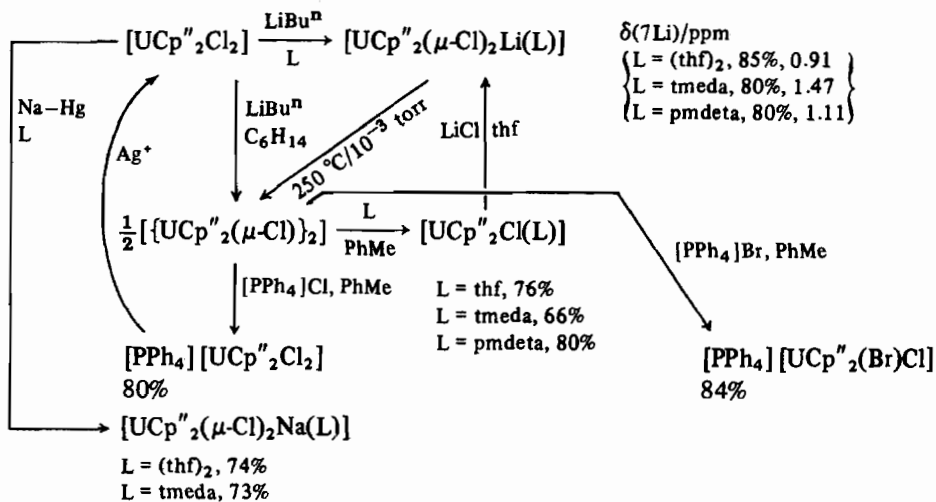 [UCp″₂Cl₂] LiBuⁿ L [UCp″₂(μ-Cl)₂Li(L)]
δ(7Li)/ppm
{L = (thf)₂, 85%, 0.91
L = tmeda, 80%, 1.47
L = pmdeta, 80%, 1.11}
Na–Hg
L
Ag⁺
LiBuⁿ
C₆H₁₄
250 °C/10⁻³ torr
LiCl thf
½[{UCp″₂(μ-Cl)}₂] L PhMe [UCp″₂Cl(L)]
[PPh₄]Cl, PhMe
[PPh₄]Br, PhMe
L = thf, 76%
L = tmeda, 66%
L = pmdeta, 80%
[PPh₄][UCp″₂Cl₂]
80%
[PPh₄][UCp″₂(Br)Cl]
84%
[UCp″₂(μ-Cl)₂Na(L)]
L = (thf)₂, 74%
L = tmeda, 73%